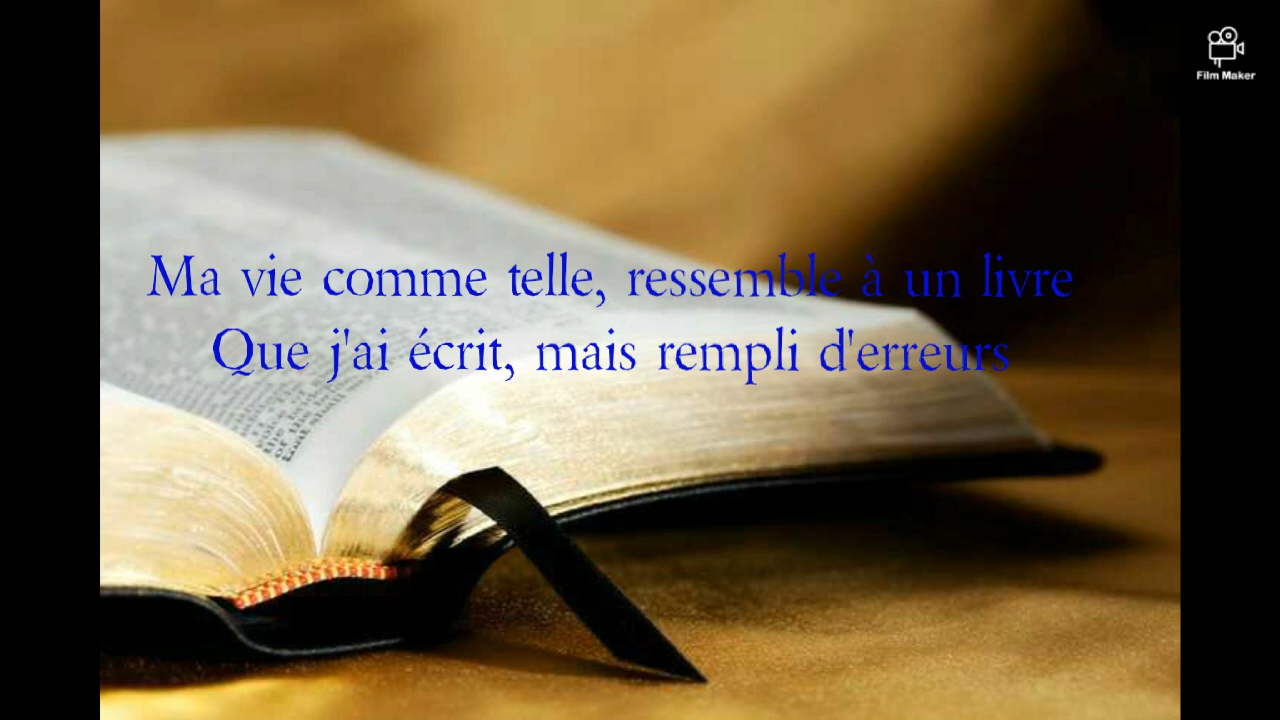 Film Maker
Ma vie comme telle, ressemble à un livre
Que j'ai écrit, mais rempli d'erreurs